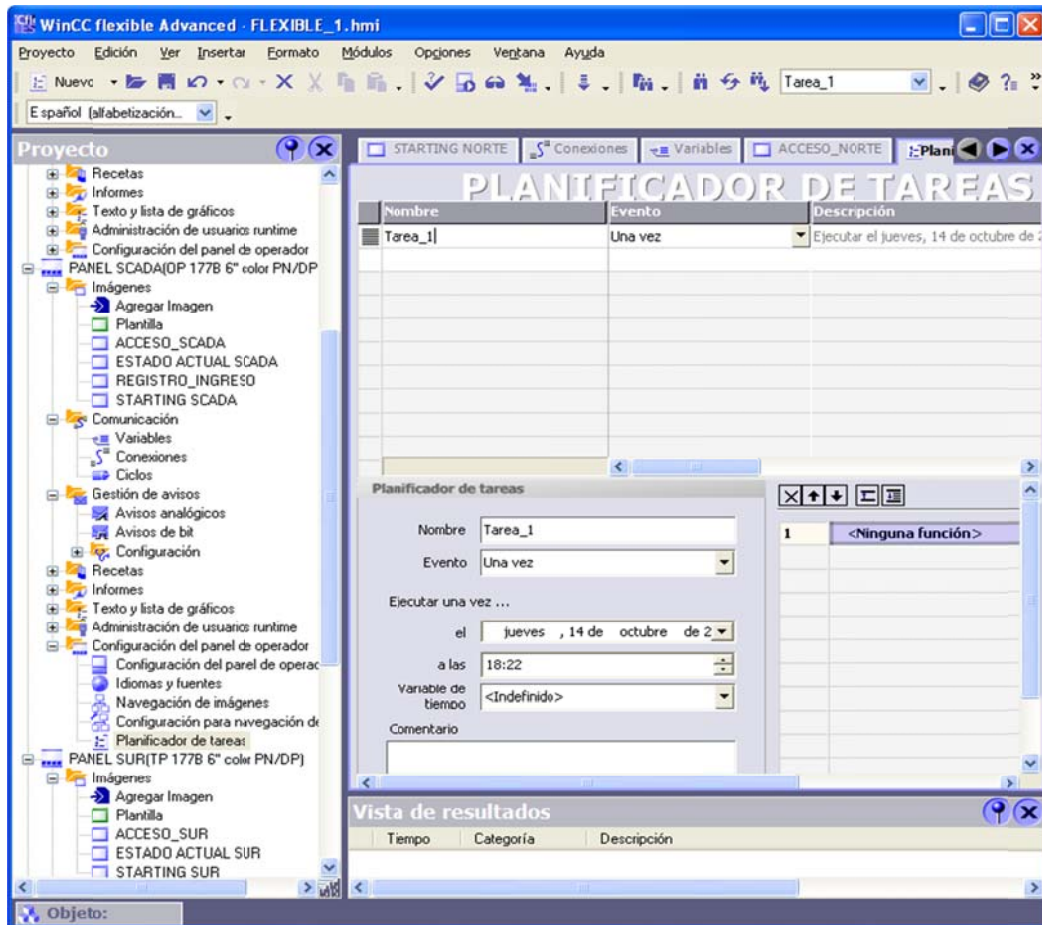 WinCC flexible Advanced - FLEXIBLE_1.hmi
Proyecto Edición Ver Insertar Formato Módulos Opciones Ventana Ayuda
Nuevo Tarea_1
Español (alfabetización...
Proyecto
Recetas
Informes
Texto y lista de gráficos
Administración de usuarios runtime
Configuración del panel de operador
PANEL SCADA(OP 177B 6" color PN/DP
Imágenes
Agregar Imagen
Plantilla
ACCESO_SCADA
ESTADO ACTUAL SCADA
REGISTRO_INGRESO
STARTING SCADA
Comunicación
Variables
Conexiones
Ciclos
Gestión de avisos
Avisos analógicos
Avisos de bit
Configuración
Recetas
Informes
Texto y lista de gráficos
Administración de usuarios runtime
Configuración del panel de operador
Configuración del panel de operac
Idiomas y fuentes
Navegación de imágenes
Configuración para navegación de
Planificador de tareas
PANEL SUR(TP 177B 6" color PN/DP)
Imágenes
Agregar Imagen
Plantilla
ACCESO_SUR
ESTADO ACTUAL SUR
STARTING SUR
STARTING NORTE Conexiones Variables ACCESO_NORTE Plani
PLANIFICADOR DE TAREAS
Nombre Evento Descripción
Tarea_1 Una vez Ejecutar el jueves, 14 de octubre de 2
Planificador de tareas
Nombre Tarea_1
Evento Una vez
Ejecutar una vez ...
el jueves , 14 de octubre de 2
a las 18:22
Variable de tiempo <Indefinido>
Comentario
1 <Ninguna función>
Vista de resultados
Tiempo Categoría Descripción
Objeto: